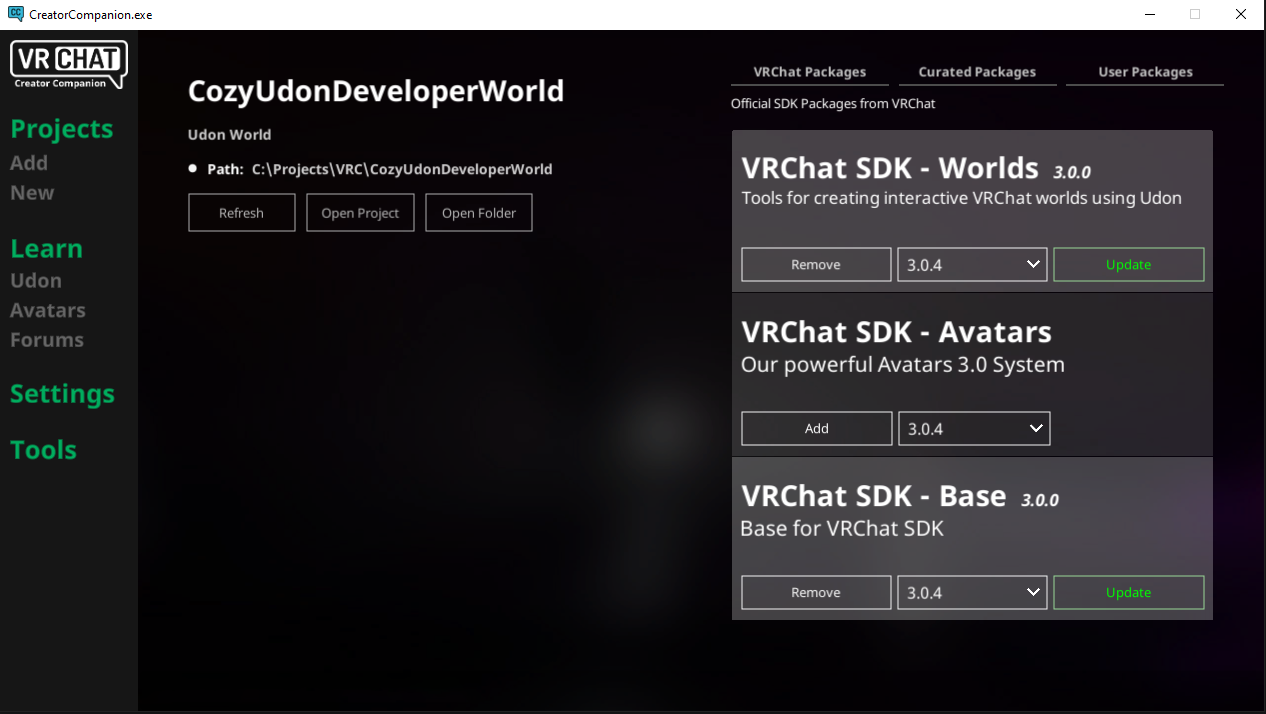 CC
CreatorCompanion.exe
VR CHAT
Creator Companion
Projects
Add
New
Learn
Udon
Avatars
Forums
Settings
Tools
CozyUdonDeveloperWorld
Udon World
Path: C:\Projects\VRC\CozyUdonDeveloperWorld
Refresh Open Project Open Folder
VRChat Packages Curated Packages User Packages
Official SDK Packages from VRChat
VRChat SDK - Worlds 3.0.0
Tools for creating interactive VRChat worlds using Udon
Remove 3.0.4 Update
VRChat SDK - Avatars
Our powerful Avatars 3.0 System
Add 3.0.4
VRChat SDK - Base 3.0.0
Base for VRChat SDK
Remove 3.0.4 Update